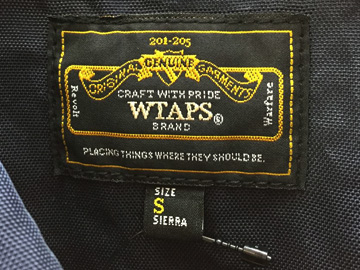 201-205
ORIGINAL GENUINE GARMENTS
CRAFT WITH PRIDE
Revolt
WTAPS®
Warfare
BRAND
PLACING THINGS WHERE THEY SHOULD BE.
SIZE
S
SIERRA